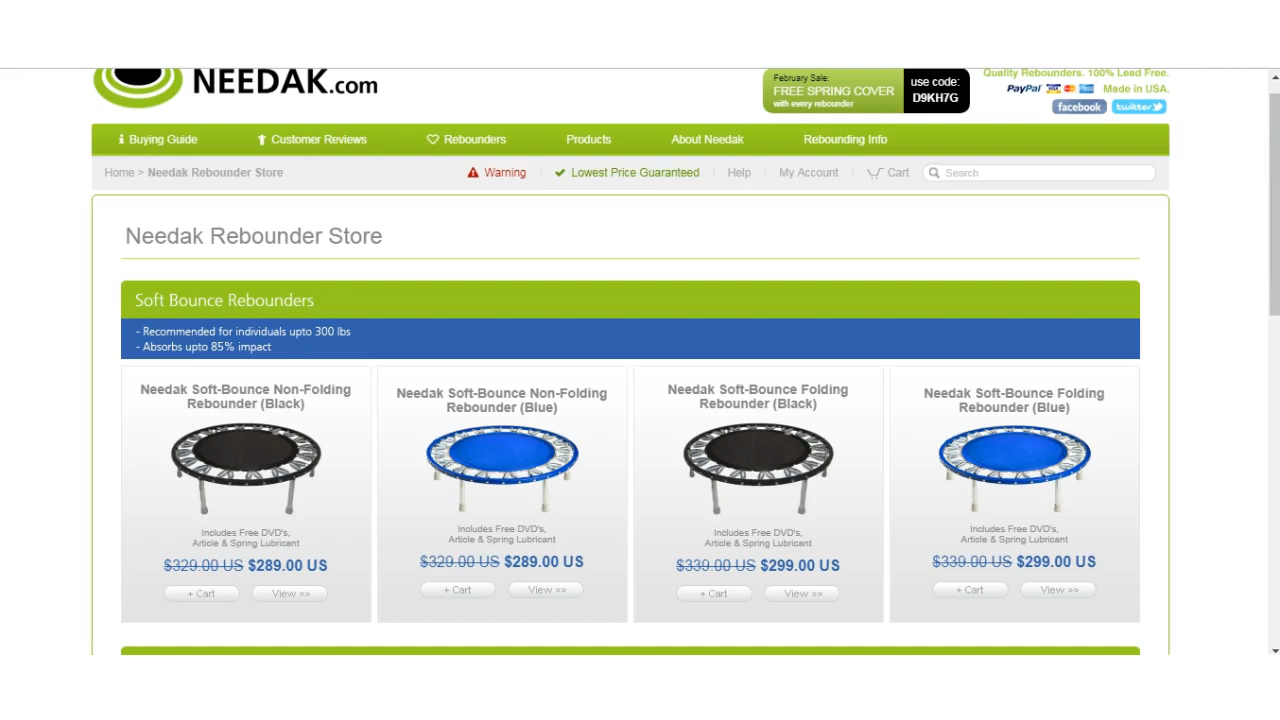 NEEDAK.com
February Sale:
FREE SPRING COVER
with every rebounder
use code:
D9KH7G
Quality Rebounders. 100% Lead Free.
PayPal VISA Made in USA.
facebook twitter
Buying Guide Customer Reviews Rebounders Products About Needak Rebounding Info
Home > Needak Rebounder Store Warning Lowest Price Guaranteed Help My Account Cart Search
Needak Rebounder Store
Soft Bounce Rebounders
- Recommended for individuals upto 300 lbs
- Absorbs upto 85% impact
Needak Soft-Bounce Non-Folding
Rebounder (Black)
Includes Free DVD's,
Article & Spring Lubricant
$329.00 US $289.00 US
+ Cart View >>
Needak Soft-Bounce Non-Folding
Rebounder (Blue)
Includes Free DVD's,
Article & Spring Lubricant
$329.00 US $289.00 US
+ Cart View >>
Needak Soft-Bounce Folding
Rebounder (Black)
Includes Free DVD's,
Article & Spring Lubricant
$339.00 US $299.00 US
+ Cart View >>
Needak Soft-Bounce Folding
Rebounder (Blue)
Includes Free DVD's,
Article & Spring Lubricant
$339.00 US $299.00 US
+ Cart View >>